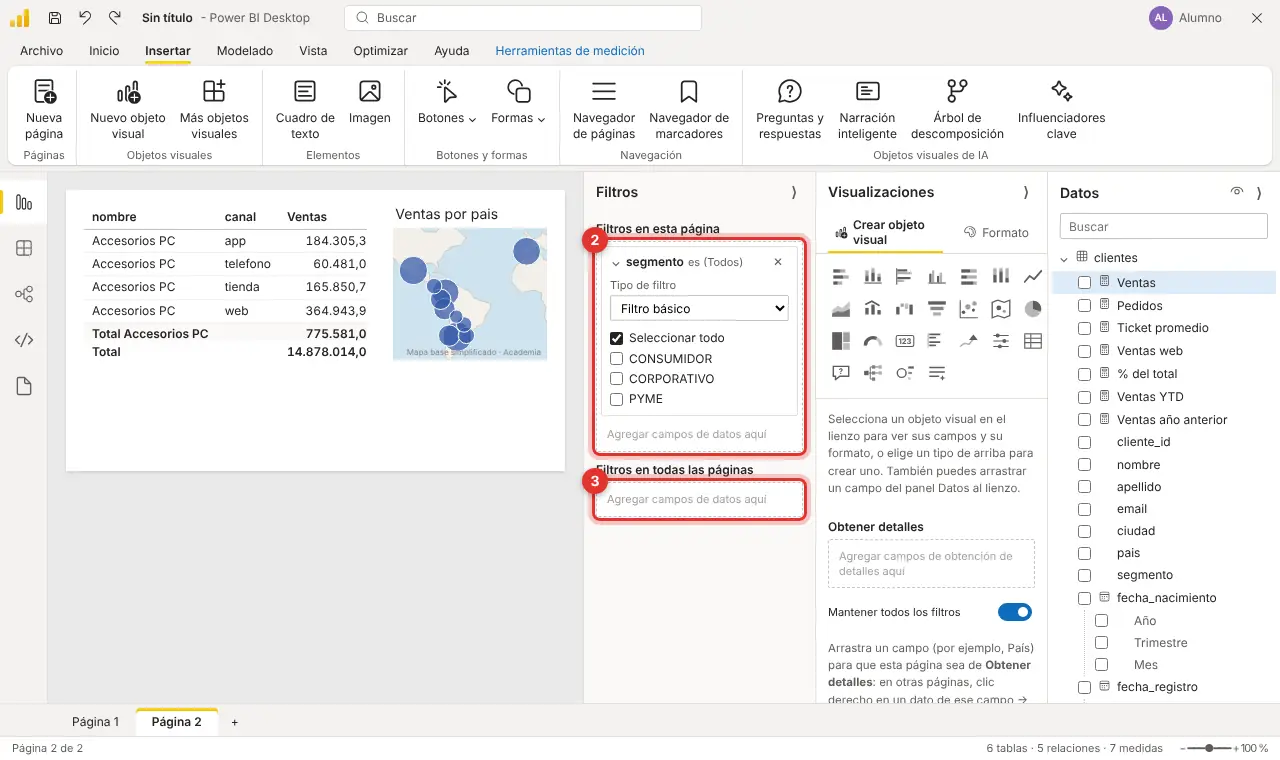 Sin título - Power BI Desktop
Buscar
AL Alumno
Archivo Inicio Insertar Modelado Vista Optimizar Ayuda Herramientas de medición
Nueva página
Páginas
Nuevo objeto visual
Más objetos visuales
Objetos visuales
Cuadro de texto
Imagen
Elementos
Botones
Formas
Botones y formas
Navegador de páginas
Navegador de marcadores
Navegación
Preguntas y respuestas
Narración inteligente
Árbol de descomposición
Influenciadores clave
Objetos visuales de IA
nombre canal Ventas
Accesorios PC app 184.305,3
Accesorios PC telefono 60.481,0
Accesorios PC tienda 165.850,7
Accesorios PC web 364.943,9
Total Accesorios PC 775.581,0
Total 14.878.014,0
Ventas por pais
Mapa base simplificado · Academia
Filtros
Filtros en esta página
2
segmento es (Todos)
Tipo de filtro
Filtro básico
Seleccionar todo
CONSUMIDOR
CORPORATIVO
PYME
Agregar campos de datos aquí
Filtros en todas las páginas
3
Agregar campos de datos aquí
Visualizaciones
Crear objeto visual
Formato
123
Selecciona un objeto visual en el
lienzo para ver sus campos y su
formato, o elige un tipo de arriba para
crear uno. También puedes arrastrar
un campo del panel Datos al lienzo.
Obtener detalles
Agregar campos de obtención de
detalles aquí
Mantener todos los filtros
Arrastra un campo (por ejemplo, País)
para que esta página sea de Obtener
detalles: en otras páginas, clic
derecho en un dato de ese campo →
Datos
Buscar
clientes
Ventas
Pedidos
Ticket promedio
Ventas web
% del total
Ventas YTD
Ventas año anterior
cliente_id
nombre
apellido
email
ciudad
pais
segmento
fecha_nacimiento
Año
Trimestre
Mes
fecha_registro
Página 1 Página 2 +
Página 2 de 2
6 tablas · 5 relaciones · 7 medidas
- + 100 %